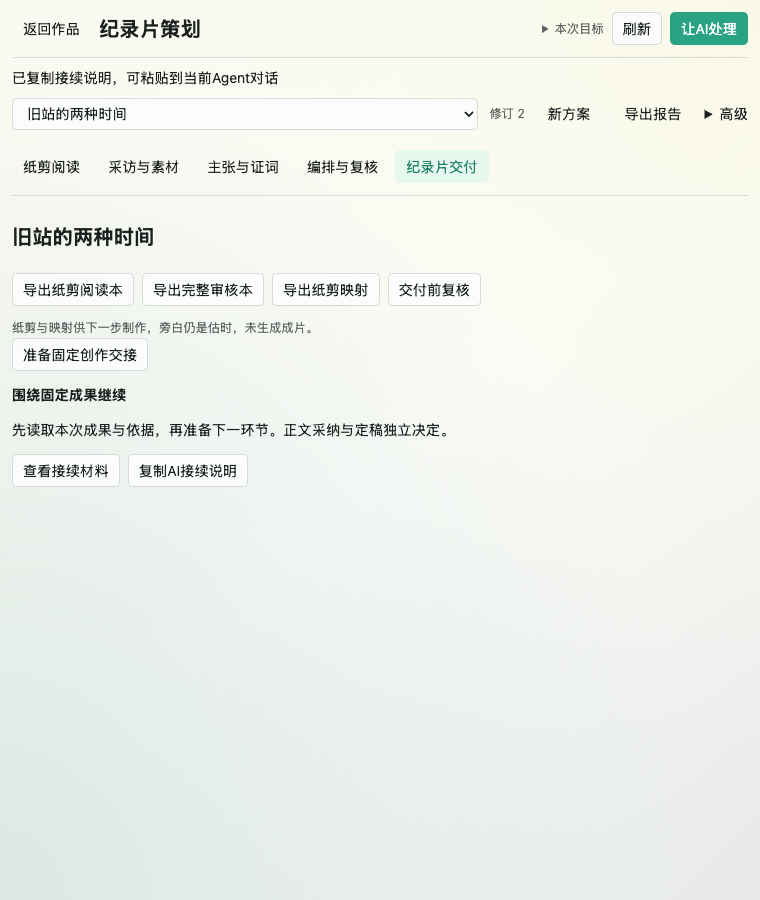 返回作品 纪录片策划 ▶ 本次目标 刷新 让AI处理
已复制接续说明，可粘贴到当前Agent对话
旧站的两种时间 修订 2 新方案 导出报告 ▶ 高级
纸剪阅读 采访与素材 主张与证词 编排与复核 纪录片交付
旧站的两种时间
导出纸剪阅读本 导出完整审核本 导出纸剪映射 交付前复核
纸剪与映射供下一步制作，旁白仍是估时，未生成成片。
准备固定创作交接
围绕固定成果继续
先读取本次成果与依据，再准备下一环节。正文采纳与定稿独立决定。
查看接续材料 复制AI接续说明